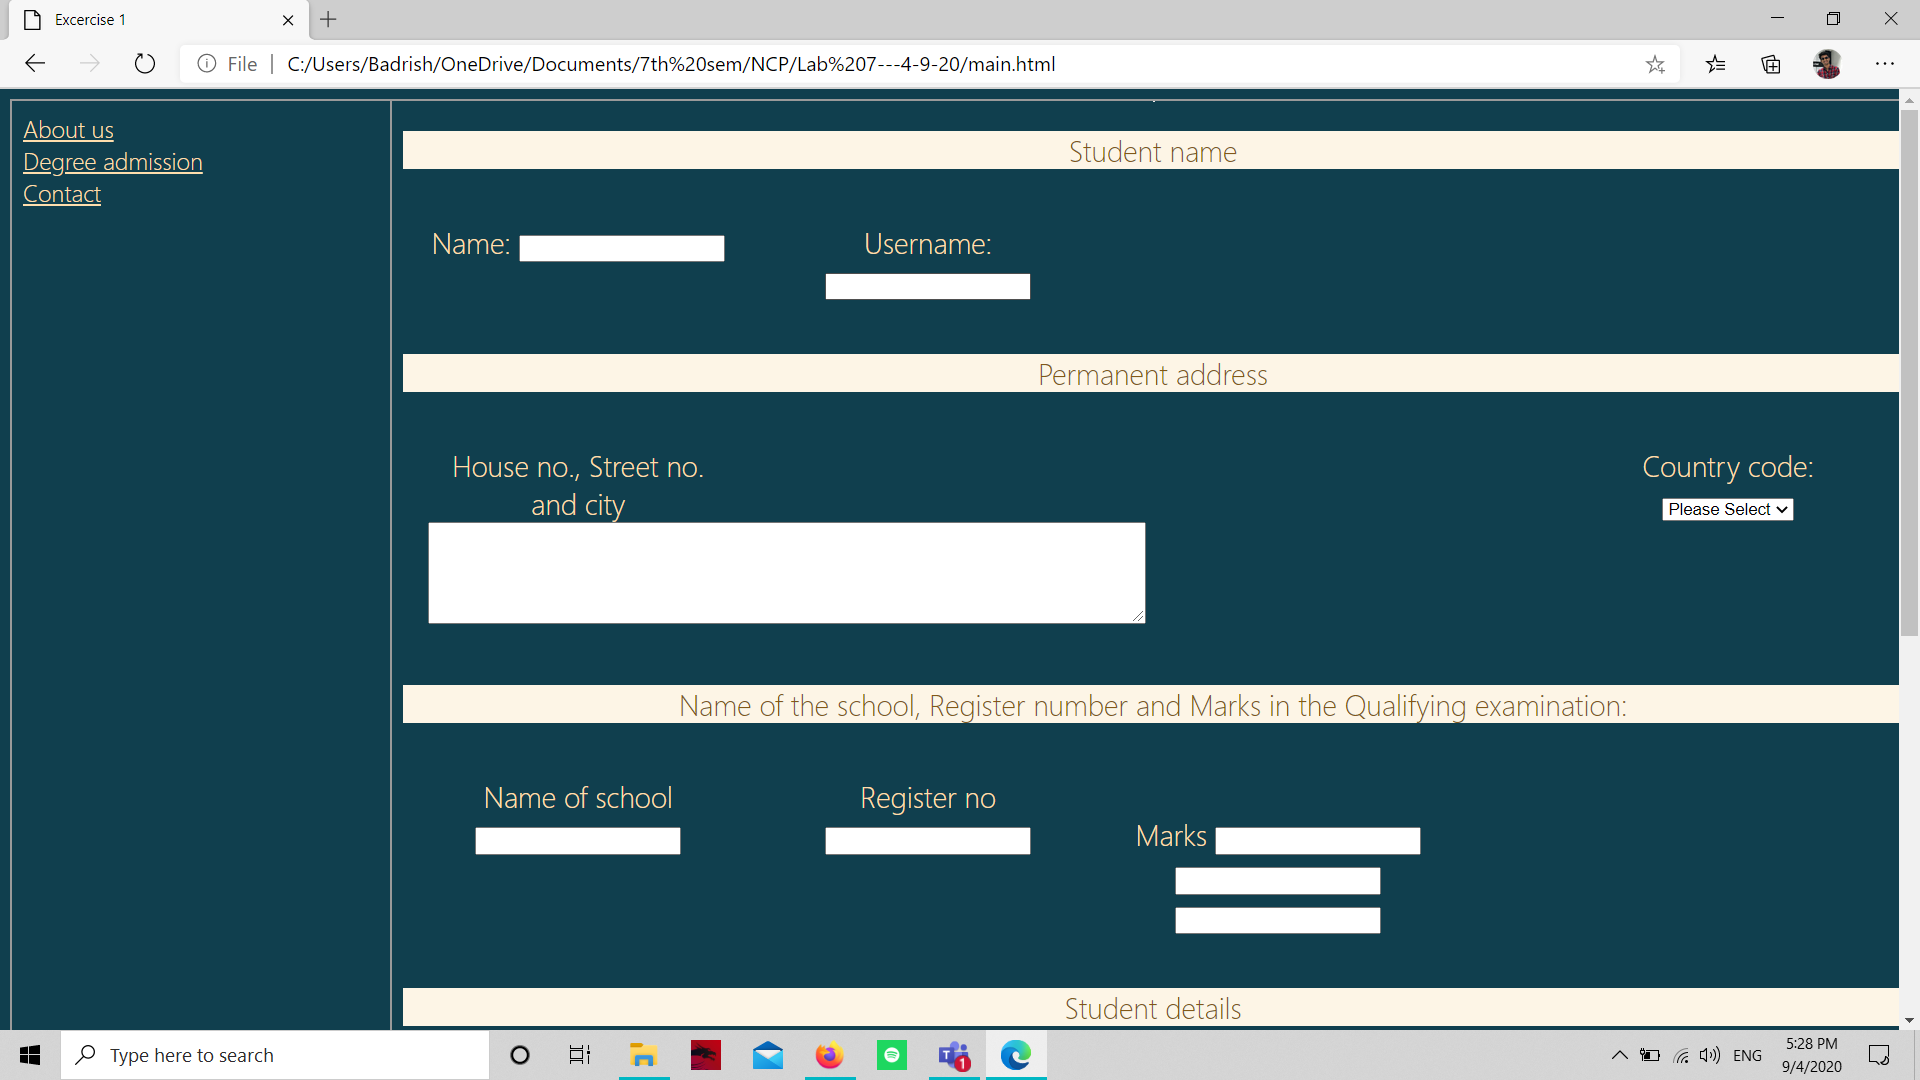 Excercise 1
File
C:/Users/Badrish/OneDrive/Documents/7th%20sem/NCP/Lab%207---4-9-20/main.html
About us
Degree admission
Contact
Student name
Name:
Username:
Permanent address
House no., Street no.
and city
Country code:
Please Select
Name of the school, Register number and Marks in the Qualifying examination:
Name of school
Register no
Marks
Student details
Type here to search
T
1
ENG
5:28 PM
9/4/2020